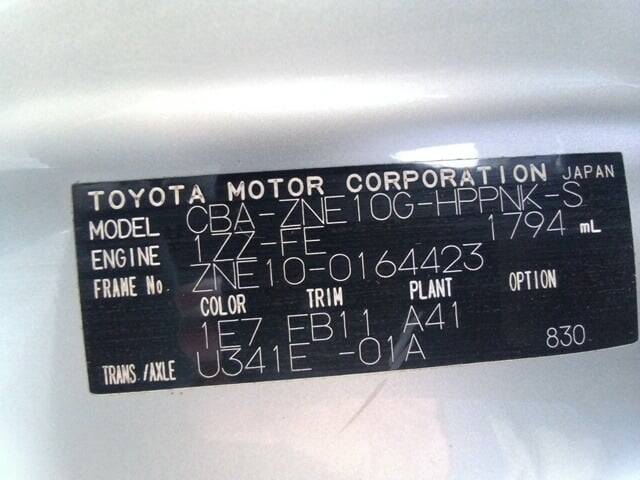 TOYOTA MOTOR CORPORATION JAPAN
MODEL CBA-ZNE10G-HPPNK-S
ENGINE 1ZZ-FE 1794 mL
FRAME No. ZNE10-0164423
COLOR TRIM PLANT OPTION
1E7 FB11 A41
TRANS./AXLE U341E -01A 830